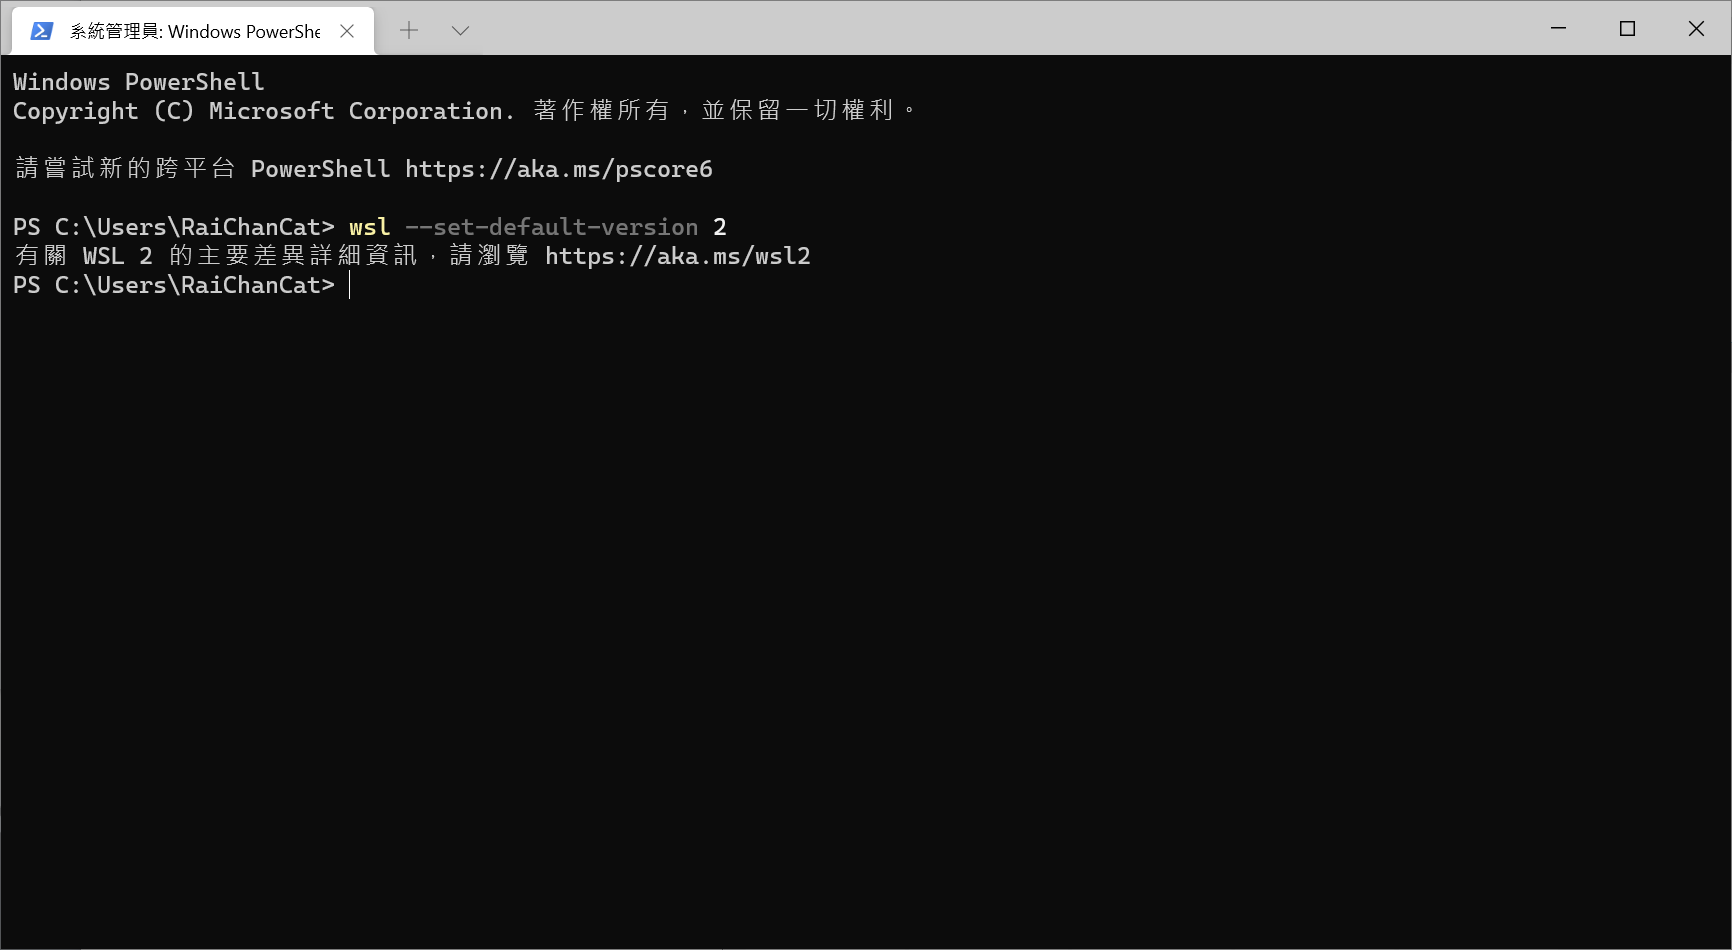 系統管理員: Windows PowerShe
Windows PowerShell
Copyright (C) Microsoft Corporation. 著作權所有，並保留一切權利。
請嘗試新的跨平台 PowerShell https://aka.ms/pscore6
PS C:\Users\RaiChanCat> wsl --set-default-version 2
有關 WSL 2 的主要差異詳細資訊，請瀏覽 https://aka.ms/wsl2
PS C:\Users\RaiChanCat>